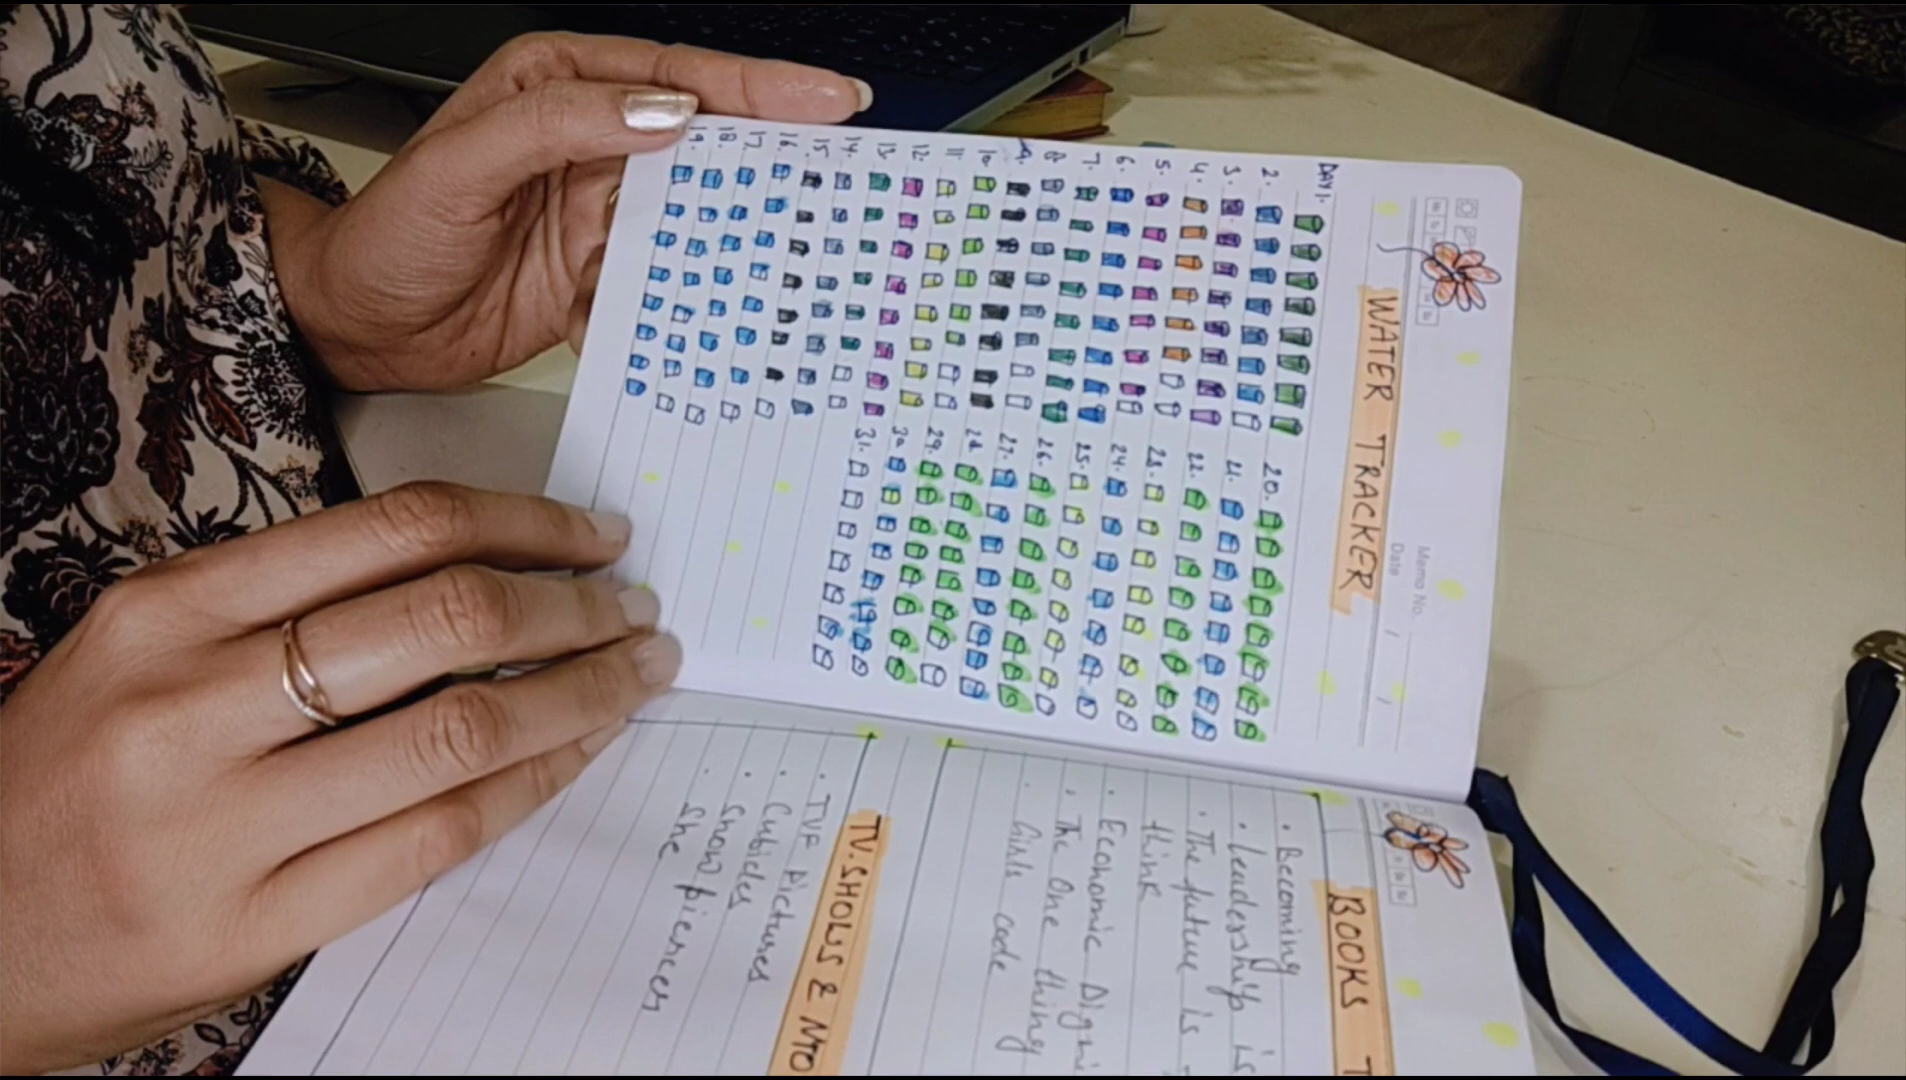 Memo No.
Date / /
WATER TRACKER
DAY 1.
2.
3.
4.
5.
6.
7.
8.
9.
10.
11.
12.
13.
14.
15.
16.
17.
18.
19.
20.
21.
22.
23.
24.
25.
26.
27.
28.
29.
30.
31.
BOOKS T
• Becoming
• Leadership is
• The future is
think
• Economic Digni
• The One thing
• Girls code
TV. SHOWS & MO
• TVF Pictures
• Cubicles
• Show
• She